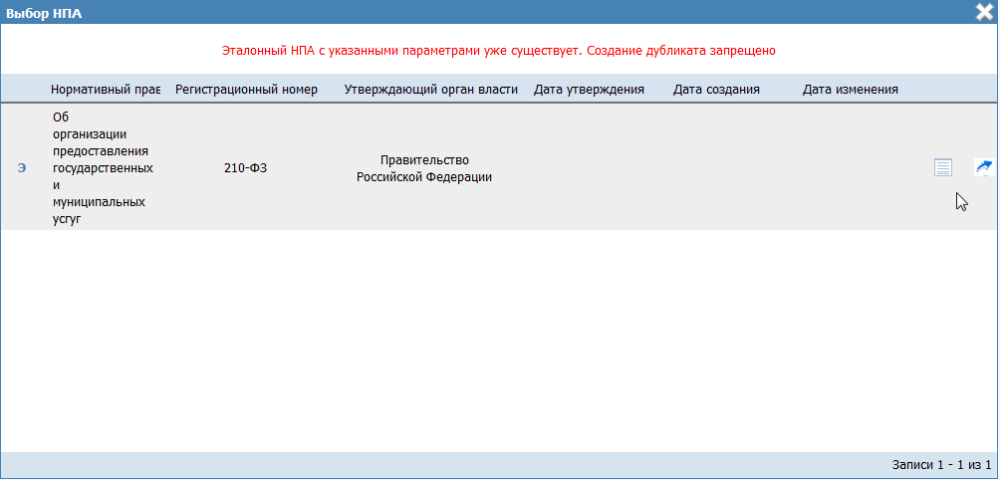 Выбор НПА
Эталонный НПА с указанными параметрами уже существует. Создание дубликата запрещено
Нормативный прав Регистрационный номер Утверждающий орган власти Дата утверждения Дата создания Дата изменения
Э
Об
организации
предоставления
государственных
и
муниципальных
усгуг
210-ФЗ
Правительство
Российской Федерации
Записи 1 - 1 из 1